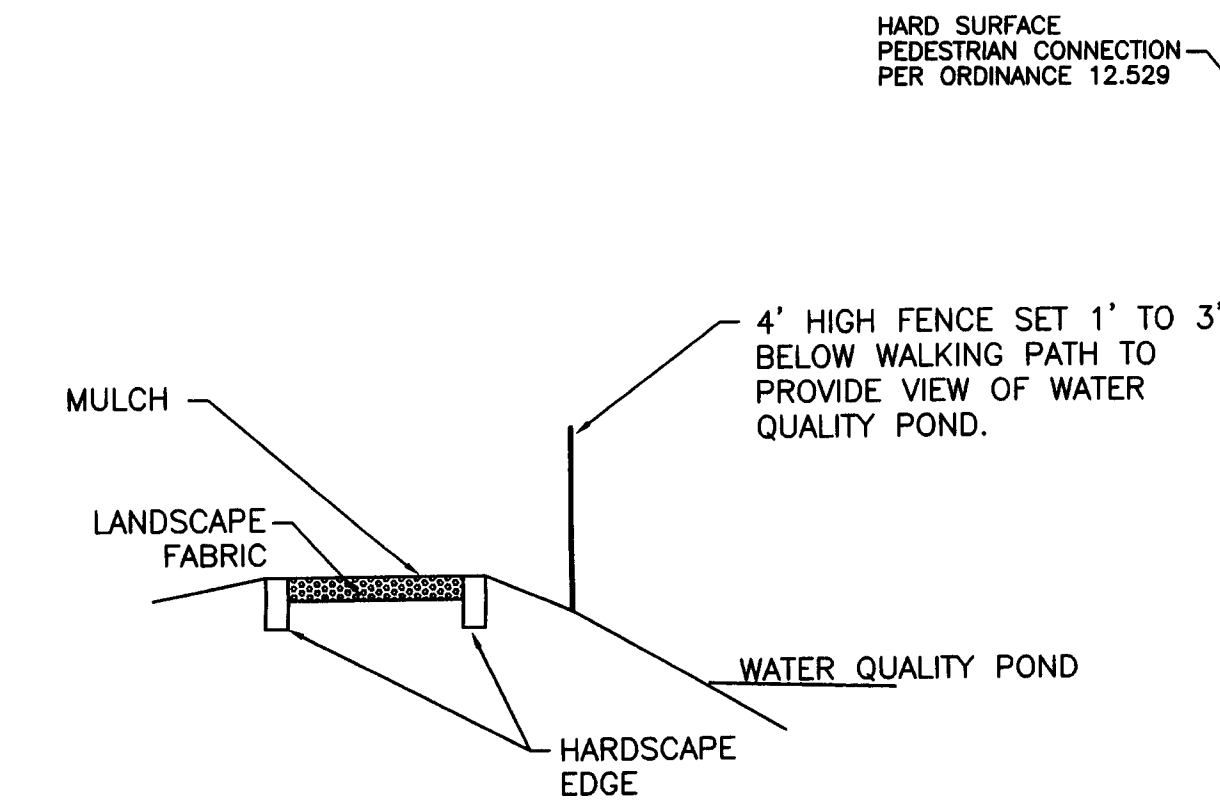 HARD SURFACE
PEDESTRIAN CONNECTION
PER ORDINANCE 12.529
4' HIGH FENCE SET 1' TO 3'
BELOW WALKING PATH TO
PROVIDE VIEW OF WATER
QUALITY POND.
MULCH
LANDSCAPE
FABRIC
WATER QUALITY POND
HARDSCAPE
EDGE